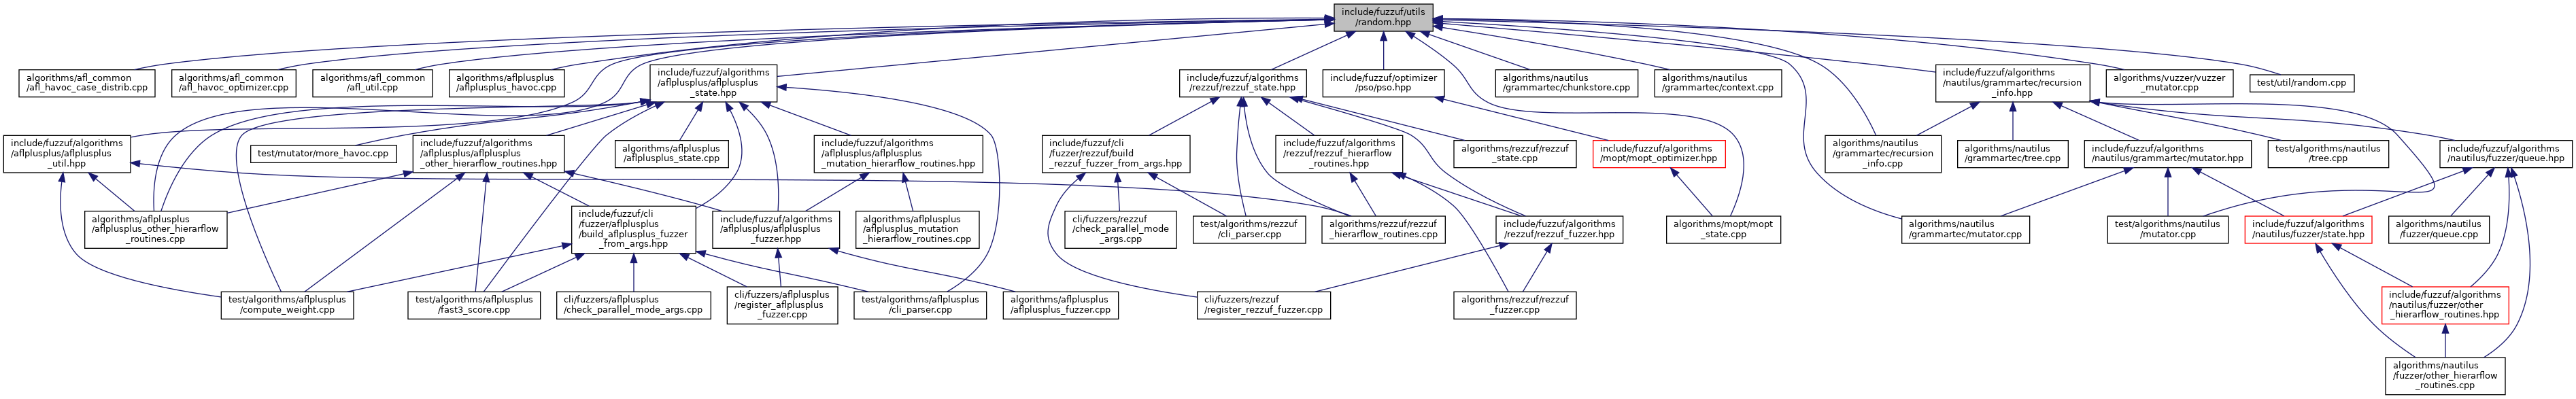 include/fuzzuf/utils
/random.hpp
algorithms/afl_common
/afl_havoc_case_distrib.cpp
algorithms/afl_common
/afl_havoc_optimizer.cpp
algorithms/afl_common
/afl_util.cpp
algorithms/aflplusplus
/aflplusplus_havoc.cpp
include/fuzzuf/algorithms
/aflplusplus/aflplusplus
_state.hpp
include/fuzzuf/algorithms
/rezzuf/rezzuf_state.hpp
include/fuzzuf/optimizer
/pso/pso.hpp
algorithms/nautilus
/grammartec/chunkstore.cpp
algorithms/nautilus
/grammartec/context.cpp
include/fuzzuf/algorithms
/nautilus/grammartec/recursion
_info.hpp
algorithms/vuzzer/vuzzer
_mutator.cpp
test/util/random.cpp
include/fuzzuf/algorithms
/aflplusplus/aflplusplus
_util.hpp
test/mutator/more_havoc.cpp
include/fuzzuf/algorithms
/aflplusplus/aflplusplus
_other_hierarflow_routines.hpp
algorithms/aflplusplus
/aflplusplus_state.cpp
include/fuzzuf/algorithms
/aflplusplus/aflplusplus
_mutation_hierarflow_routines.hpp
include/fuzzuf/cli
/fuzzer/rezzuf/build
_rezzuf_fuzzer_from_args.hpp
include/fuzzuf/algorithms
/rezzuf/rezzuf_hierarflow
_routines.hpp
algorithms/rezzuf/rezzuf
_state.cpp
include/fuzzuf/algorithms
/mopt/mopt_optimizer.hpp
algorithms/nautilus
/grammartec/recursion
_info.cpp
algorithms/nautilus
/grammartec/tree.cpp
include/fuzzuf/algorithms
/nautilus/grammartec/mutator.hpp
test/algorithms/nautilus
/tree.cpp
include/fuzzuf/algorithms
/nautilus/fuzzer/queue.hpp
algorithms/aflplusplus
/aflplusplus_other_hierarflow
_routines.cpp
include/fuzzuf/cli
/fuzzer/aflplusplus
/build_aflplusplus_fuzzer
_from_args.hpp
include/fuzzuf/algorithms
/aflplusplus/aflplusplus
_fuzzer.hpp
algorithms/aflplusplus
/aflplusplus_mutation
_hierarflow_routines.cpp
cli/fuzzers/rezzuf
/check_parallel_mode
_args.cpp
test/algorithms/rezzuf
/cli_parser.cpp
algorithms/rezzuf/rezzuf
_hierarflow_routines.cpp
include/fuzzuf/algorithms
/rezzuf/rezzuf_fuzzer.hpp
algorithms/mopt/mopt
_state.cpp
algorithms/nautilus
/grammartec/mutator.cpp
test/algorithms/nautilus
/mutator.cpp
include/fuzzuf/algorithms
/nautilus/fuzzer/state.hpp
algorithms/nautilus
/fuzzer/queue.cpp
test/algorithms/aflplusplus
/compute_weight.cpp
test/algorithms/aflplusplus
/fast3_score.cpp
cli/fuzzers/aflplusplus
/check_parallel_mode_args.cpp
cli/fuzzers/aflplusplus
/register_aflplusplus
_fuzzer.cpp
test/algorithms/aflplusplus
/cli_parser.cpp
algorithms/aflplusplus
/aflplusplus_fuzzer.cpp
cli/fuzzers/rezzuf
/register_rezzuf_fuzzer.cpp
algorithms/rezzuf/rezzuf
_fuzzer.cpp
include/fuzzuf/algorithms
/nautilus/fuzzer/other
_hierarflow_routines.hpp
algorithms/nautilus
/fuzzer/other_hierarflow
_routines.cpp